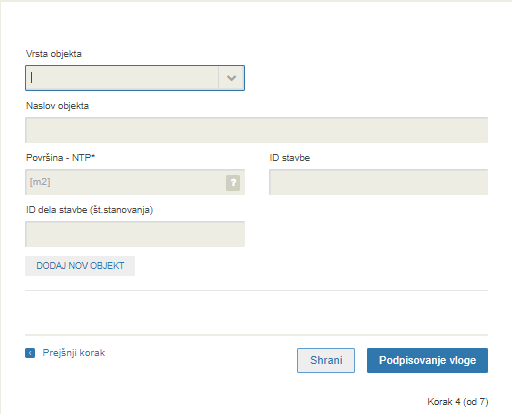 Vrsta objekta
Naslov objekta
Površina - NTP*
ID stavbe
[m2]
?
ID dela stavbe (št.stanovanja)
DODAJ NOV OBJEKT
Prejšnji korak
Shrani
Podpisovanje vloge
Korak 4 (od 7)